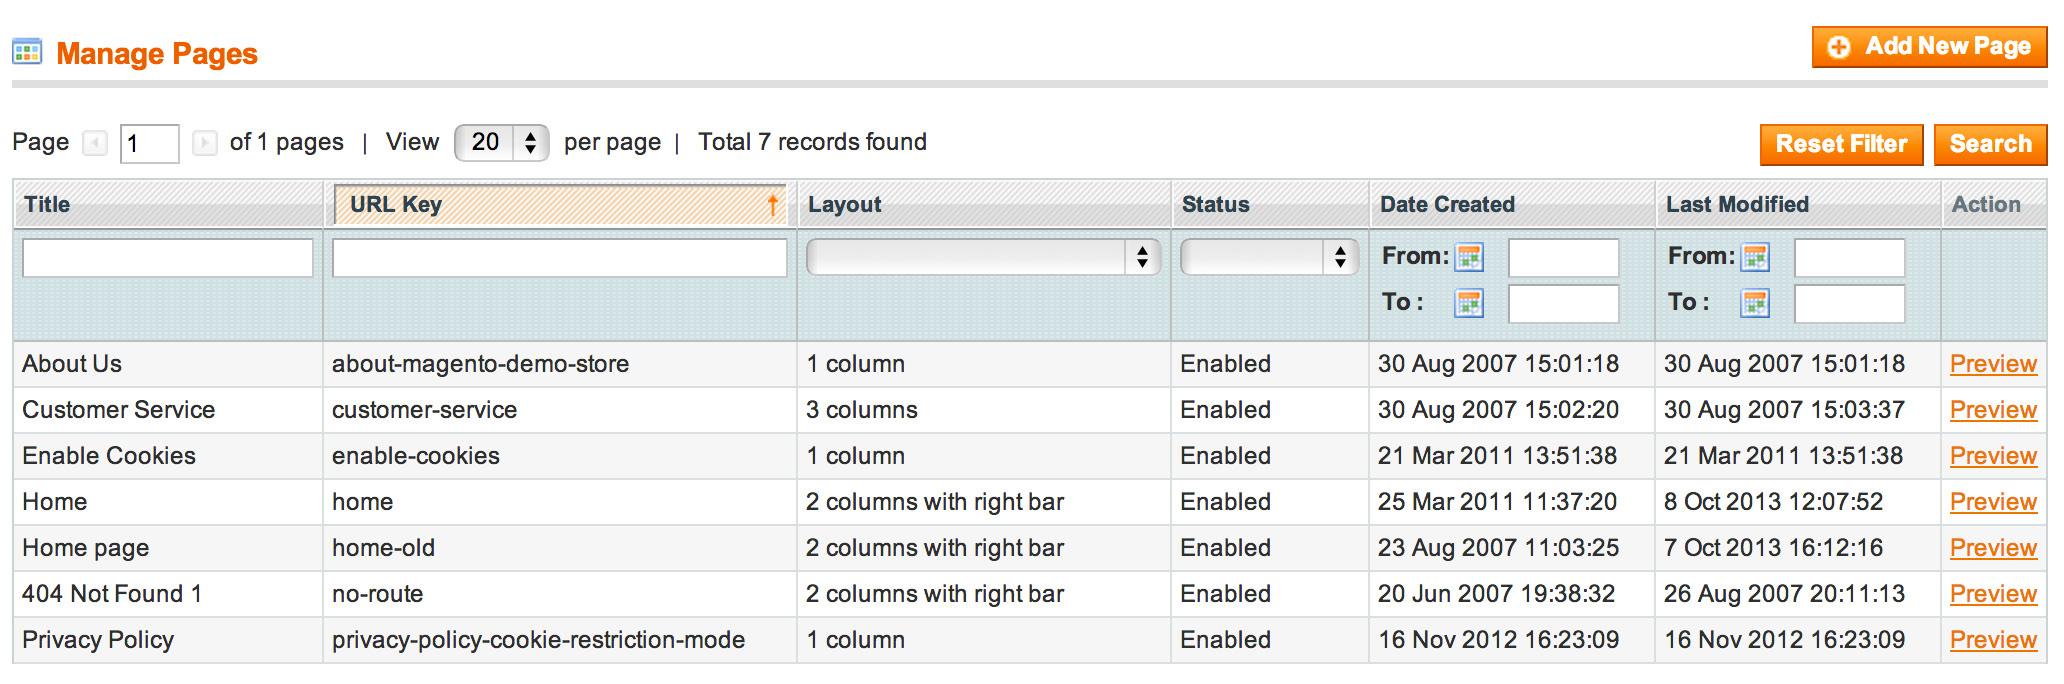 Manage Pages
Add New Page
Page 1 of 1 pages | View 20 per page | Total 7 records found
Reset Filter Search
Title URL Key Layout Status Date Created Last Modified Action
From: From:
To : To :
About Us about-magento-demo-store 1 column Enabled 30 Aug 2007 15:01:18 30 Aug 2007 15:01:18 Preview
Customer Service customer-service 3 columns Enabled 30 Aug 2007 15:02:20 30 Aug 2007 15:03:37 Preview
Enable Cookies enable-cookies 1 column Enabled 21 Mar 2011 13:51:38 21 Mar 2011 13:51:38 Preview
Home home 2 columns with right bar Enabled 25 Mar 2011 11:37:20 8 Oct 2013 12:07:52 Preview
Home page home-old 2 columns with right bar Enabled 23 Aug 2007 11:03:25 7 Oct 2013 16:12:16 Preview
404 Not Found 1 no-route 2 columns with right bar Enabled 20 Jun 2007 19:38:32 26 Aug 2007 20:11:13 Preview
Privacy Policy privacy-policy-cookie-restriction-mode 1 column Enabled 16 Nov 2012 16:23:09 16 Nov 2012 16:23:09 Preview